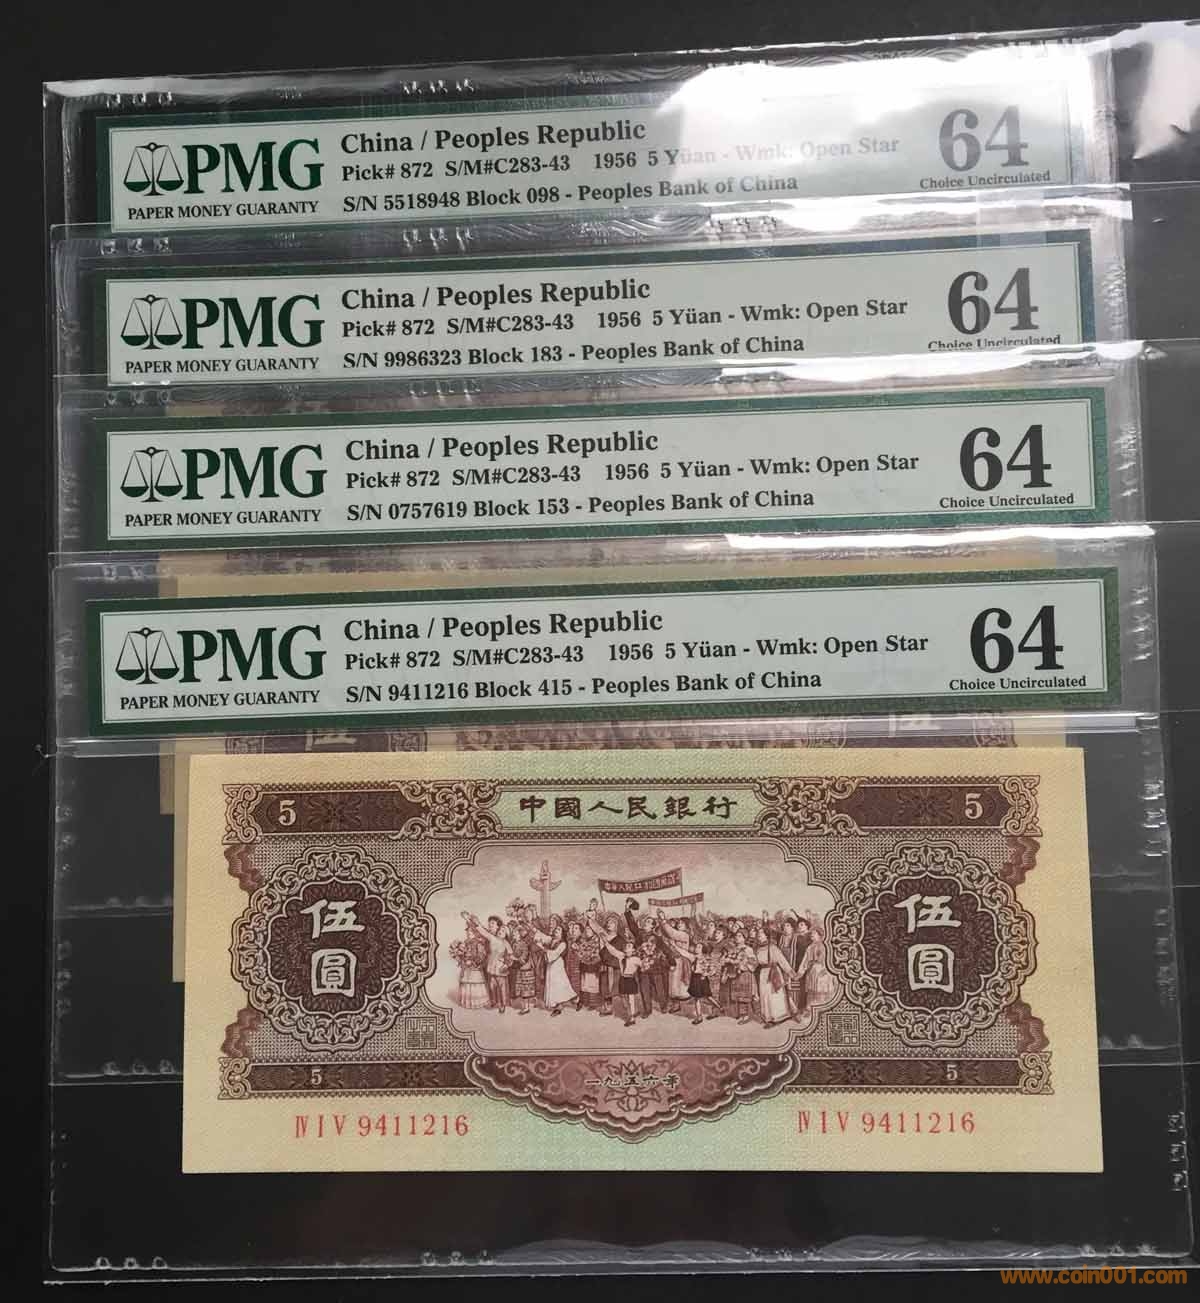 PMG
PAPER MONEY GUARANTY
China / Peoples Republic
Pick# 872 S/M#C283-43 1956 5 Yüan - Wmk: Open Star
S/N 5518948 Block 098 - Peoples Bank of China
64
Choice Uncirculated
PMG
PAPER MONEY GUARANTY
China / Peoples Republic
Pick# 872 S/M#C283-43 1956 5 Yüan - Wmk: Open Star
S/N 9986323 Block 183 - Peoples Bank of China
64
Choice Uncirculated
PMG
PAPER MONEY GUARANTY
China / Peoples Republic
Pick# 872 S/M#C283-43 1956 5 Yüan - Wmk: Open Star
S/N 0757619 Block 153 - Peoples Bank of China
64
Choice Uncirculated
PMG
PAPER MONEY GUARANTY
China / Peoples Republic
Pick# 872 S/M#C283-43 1956 5 Yüan - Wmk: Open Star
S/N 9411216 Block 415 - Peoples Bank of China
64
Choice Uncirculated
5 中國人民銀行 5
伍圓 伍圓
5 一九五六年 5
IV I V 9411216 IV I V 9411216
www.coin001.com